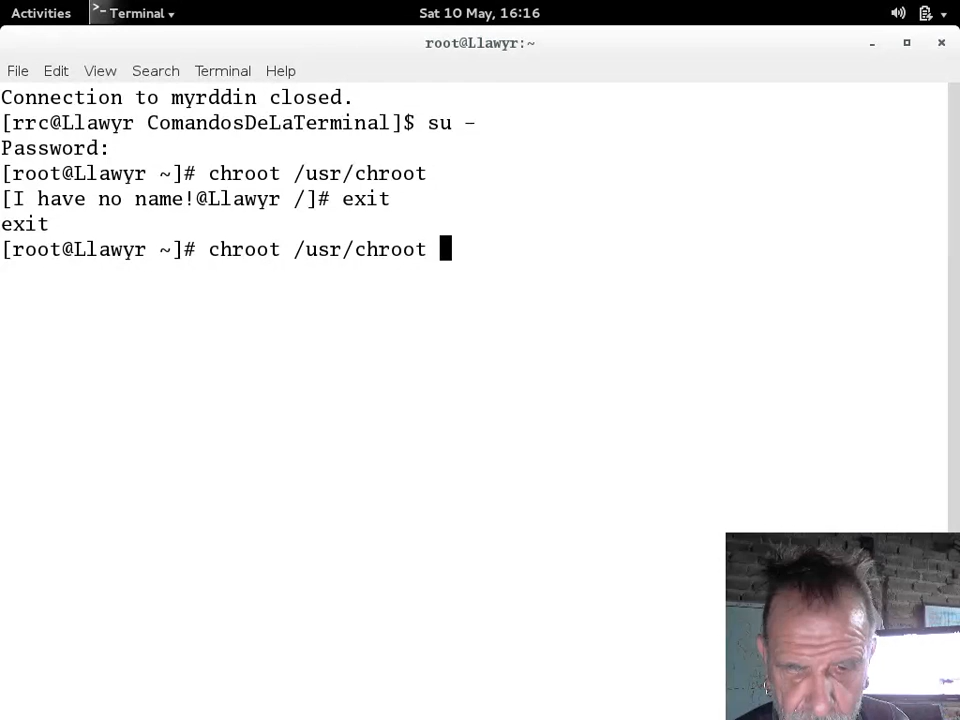 Activities
Terminal
Sat 10 May, 16:16
root@Llawyr:~
File Edit View Search Terminal Help
Connection to myrddin closed.
[rrc@Llawyr ComandosDeLaTerminal]$ su -
Password:
[root@Llawyr ~]# chroot /usr/chroot
[I have no name!@Llawyr /]# exit
exit
[root@Llawyr ~]# chroot /usr/chroot